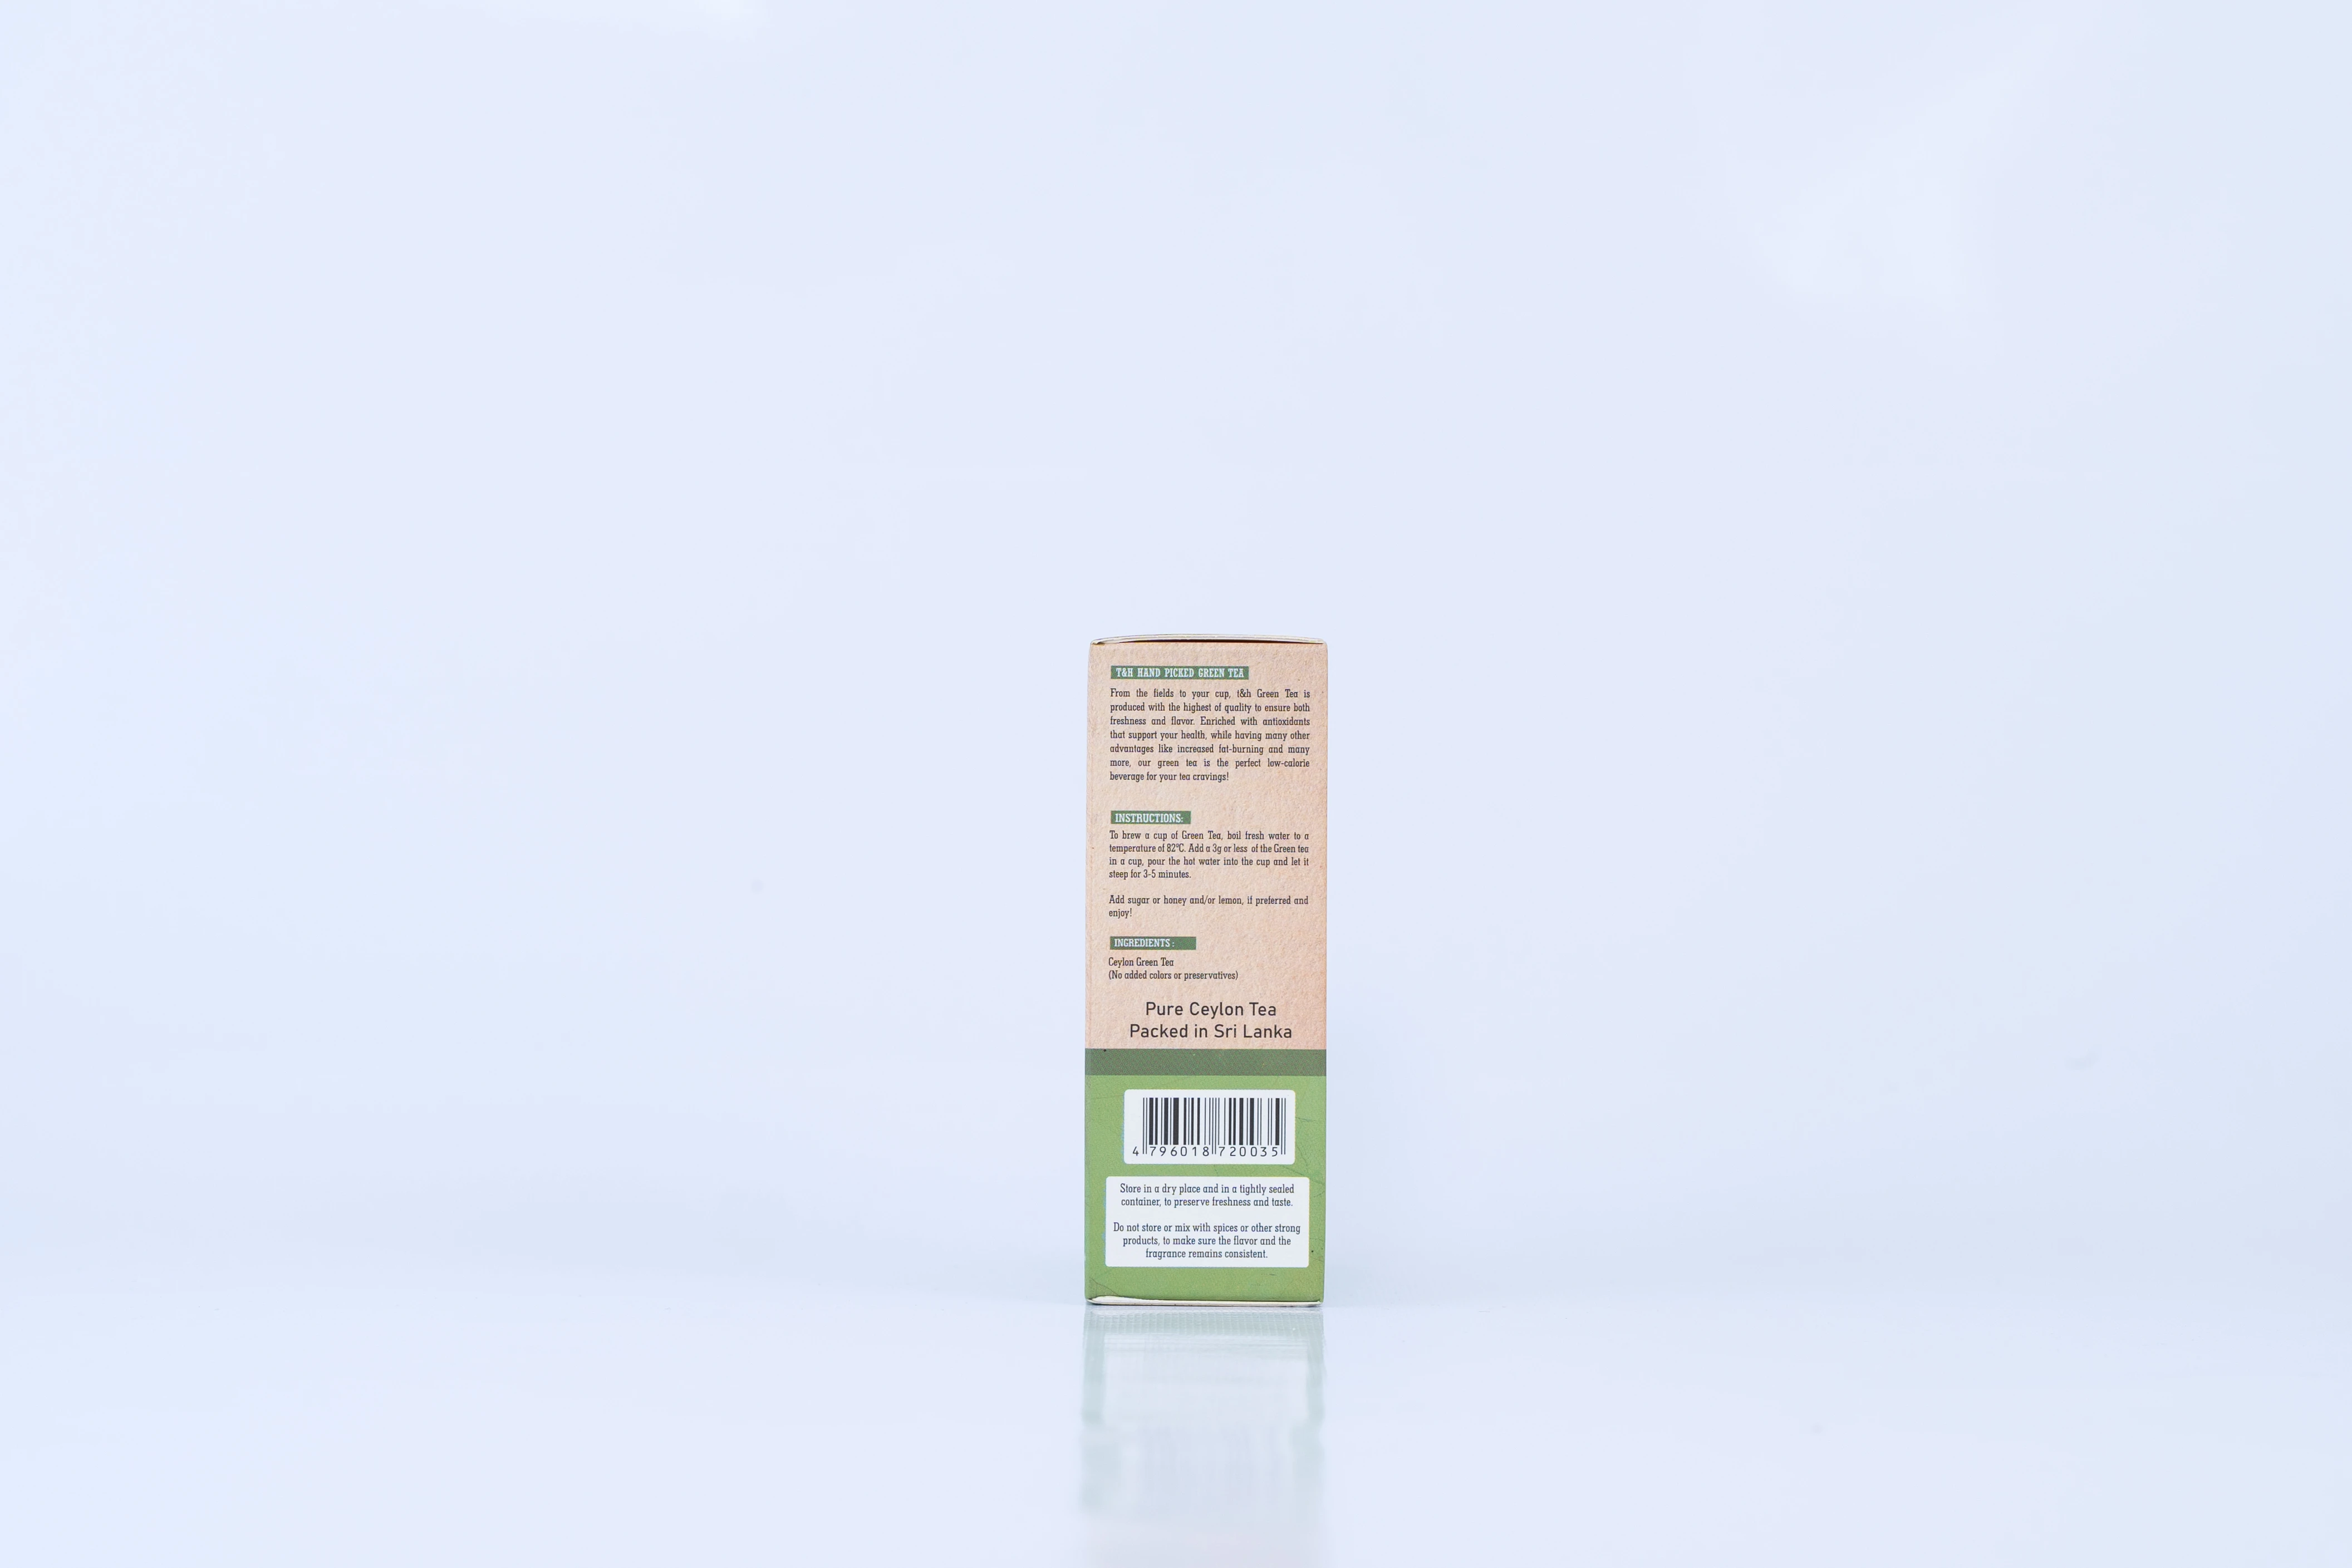 T&H HAND PICKED GREEN TEA
From the fields to your cup, t&h Green Tea is
produced with the highest of quality to ensure both
freshness and flavor. Enriched with antioxidants
that support your health, while having many other
advantages like increased fat-burning and many
more, our green tea is the perfect low-calorie
beverage for your tea cravings!
INSTRUCTIONS:
To brew a cup of Green Tea, boil fresh water to a
temperature of 82°C. Add a 3g or less of the Green tea
in a cup, pour the hot water into the cup and let it
steep for 3-5 minutes.
Add sugar or honey and/or lemon, if preferred and
enjoy!
INGREDIENTS :
Ceylon Green Tea
(No added colors or preservatives)
Pure Ceylon Tea
Packed in Sri Lanka
4 796018 720035
Store in a dry place and in a tightly sealed
container, to preserve freshness and taste.
Do not store or mix with spices or other strong
products, to make sure the flavor and the
fragrance remains consistent.